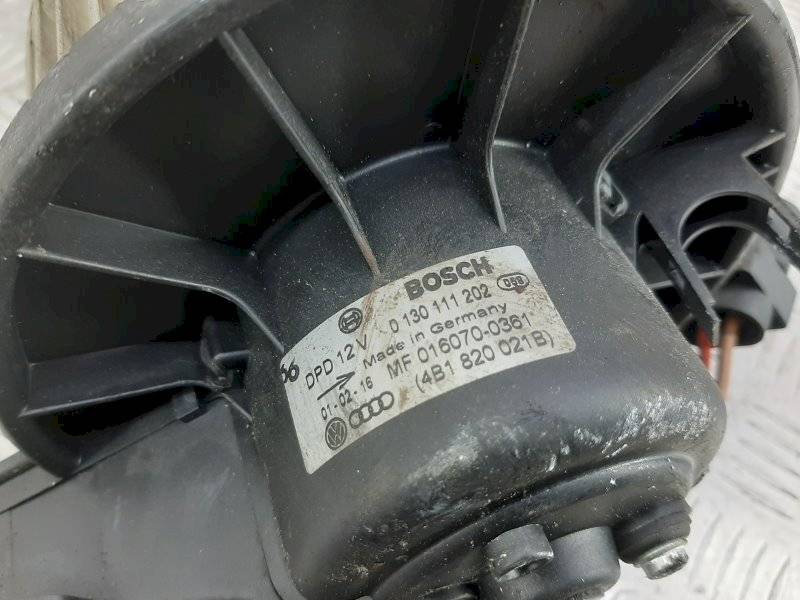 BOSCH
0 130 111 202
DPD 12 V Made in Germany
MF 016070-0361
01-02-16 (4B1 820 021B)